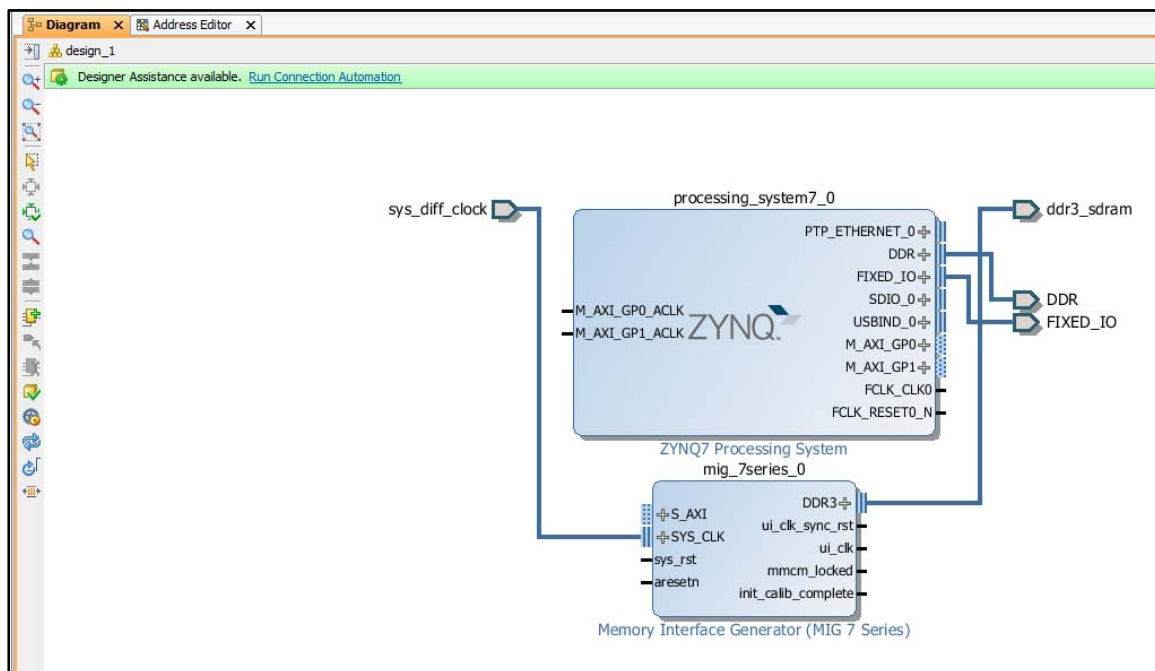 Diagram X Address Editor X
design_1
Designer Assistance available. Run Connection Automation
processing_system7_0
sys_diff_clock
ddr3_sdram
PTP_ETHERNET_0
DDR
FIXED_IO
SDIO_0
USBIND_0
M_AXI_GP0
M_AXI_GP1
FCLK_CLK0
FCLK_RESET0_N
M_AXI_GP0_ACLK
M_AXI_GP1_ACLK
ZYNQ
DDR
FIXED_IO
ZYNQ7 Processing System
mig_7series_0
S_AXI
SYS_CLK
sys_rst
aresetn
DDR3
ui_clk_sync_rst
ui_clk
mmcm_locked
init_calib_complete
Memory Interface Generator (MIG 7 Series)